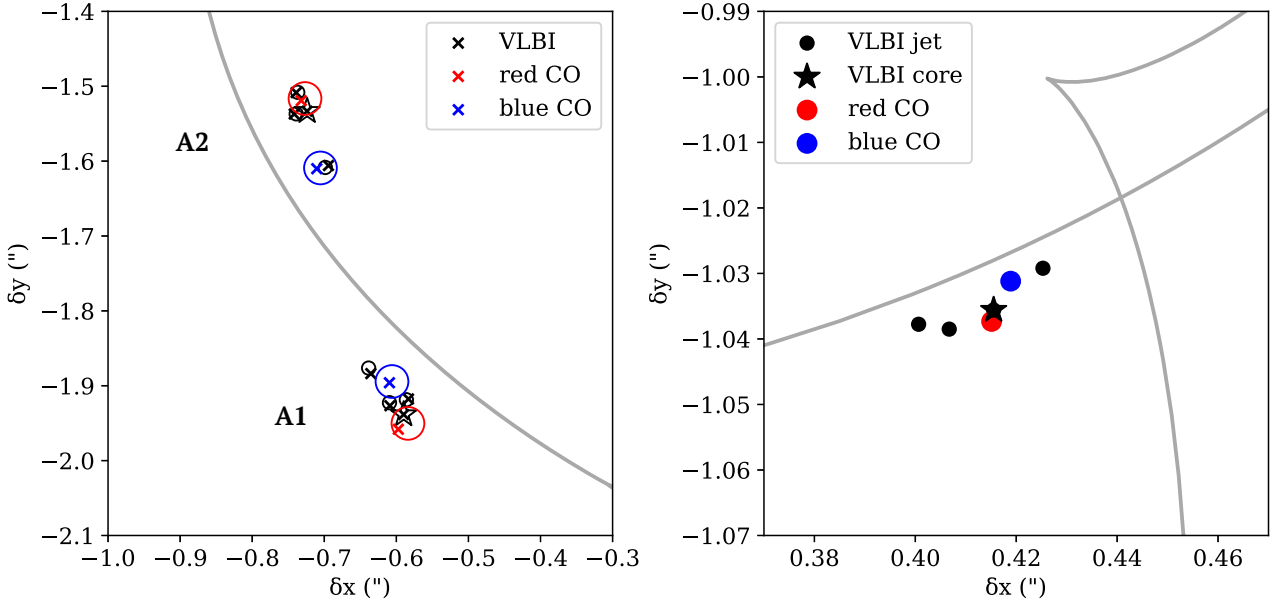 −1.4
−1.5
−1.6
−1.7
−1.8
−1.9
−2.0
−2.1
δy (")
−1.0
−0.9
−0.8
−0.7
−0.6
−0.5
−0.4
−0.3
δx (")
VLBI
red CO
blue CO
A2
A1
−0.99
−1.00
−1.01
−1.02
−1.03
−1.04
−1.05
−1.06
−1.07
δy (")
0.38
0.40
0.42
0.44
0.46
δx (")
VLBI jet
VLBI core
red CO
blue CO